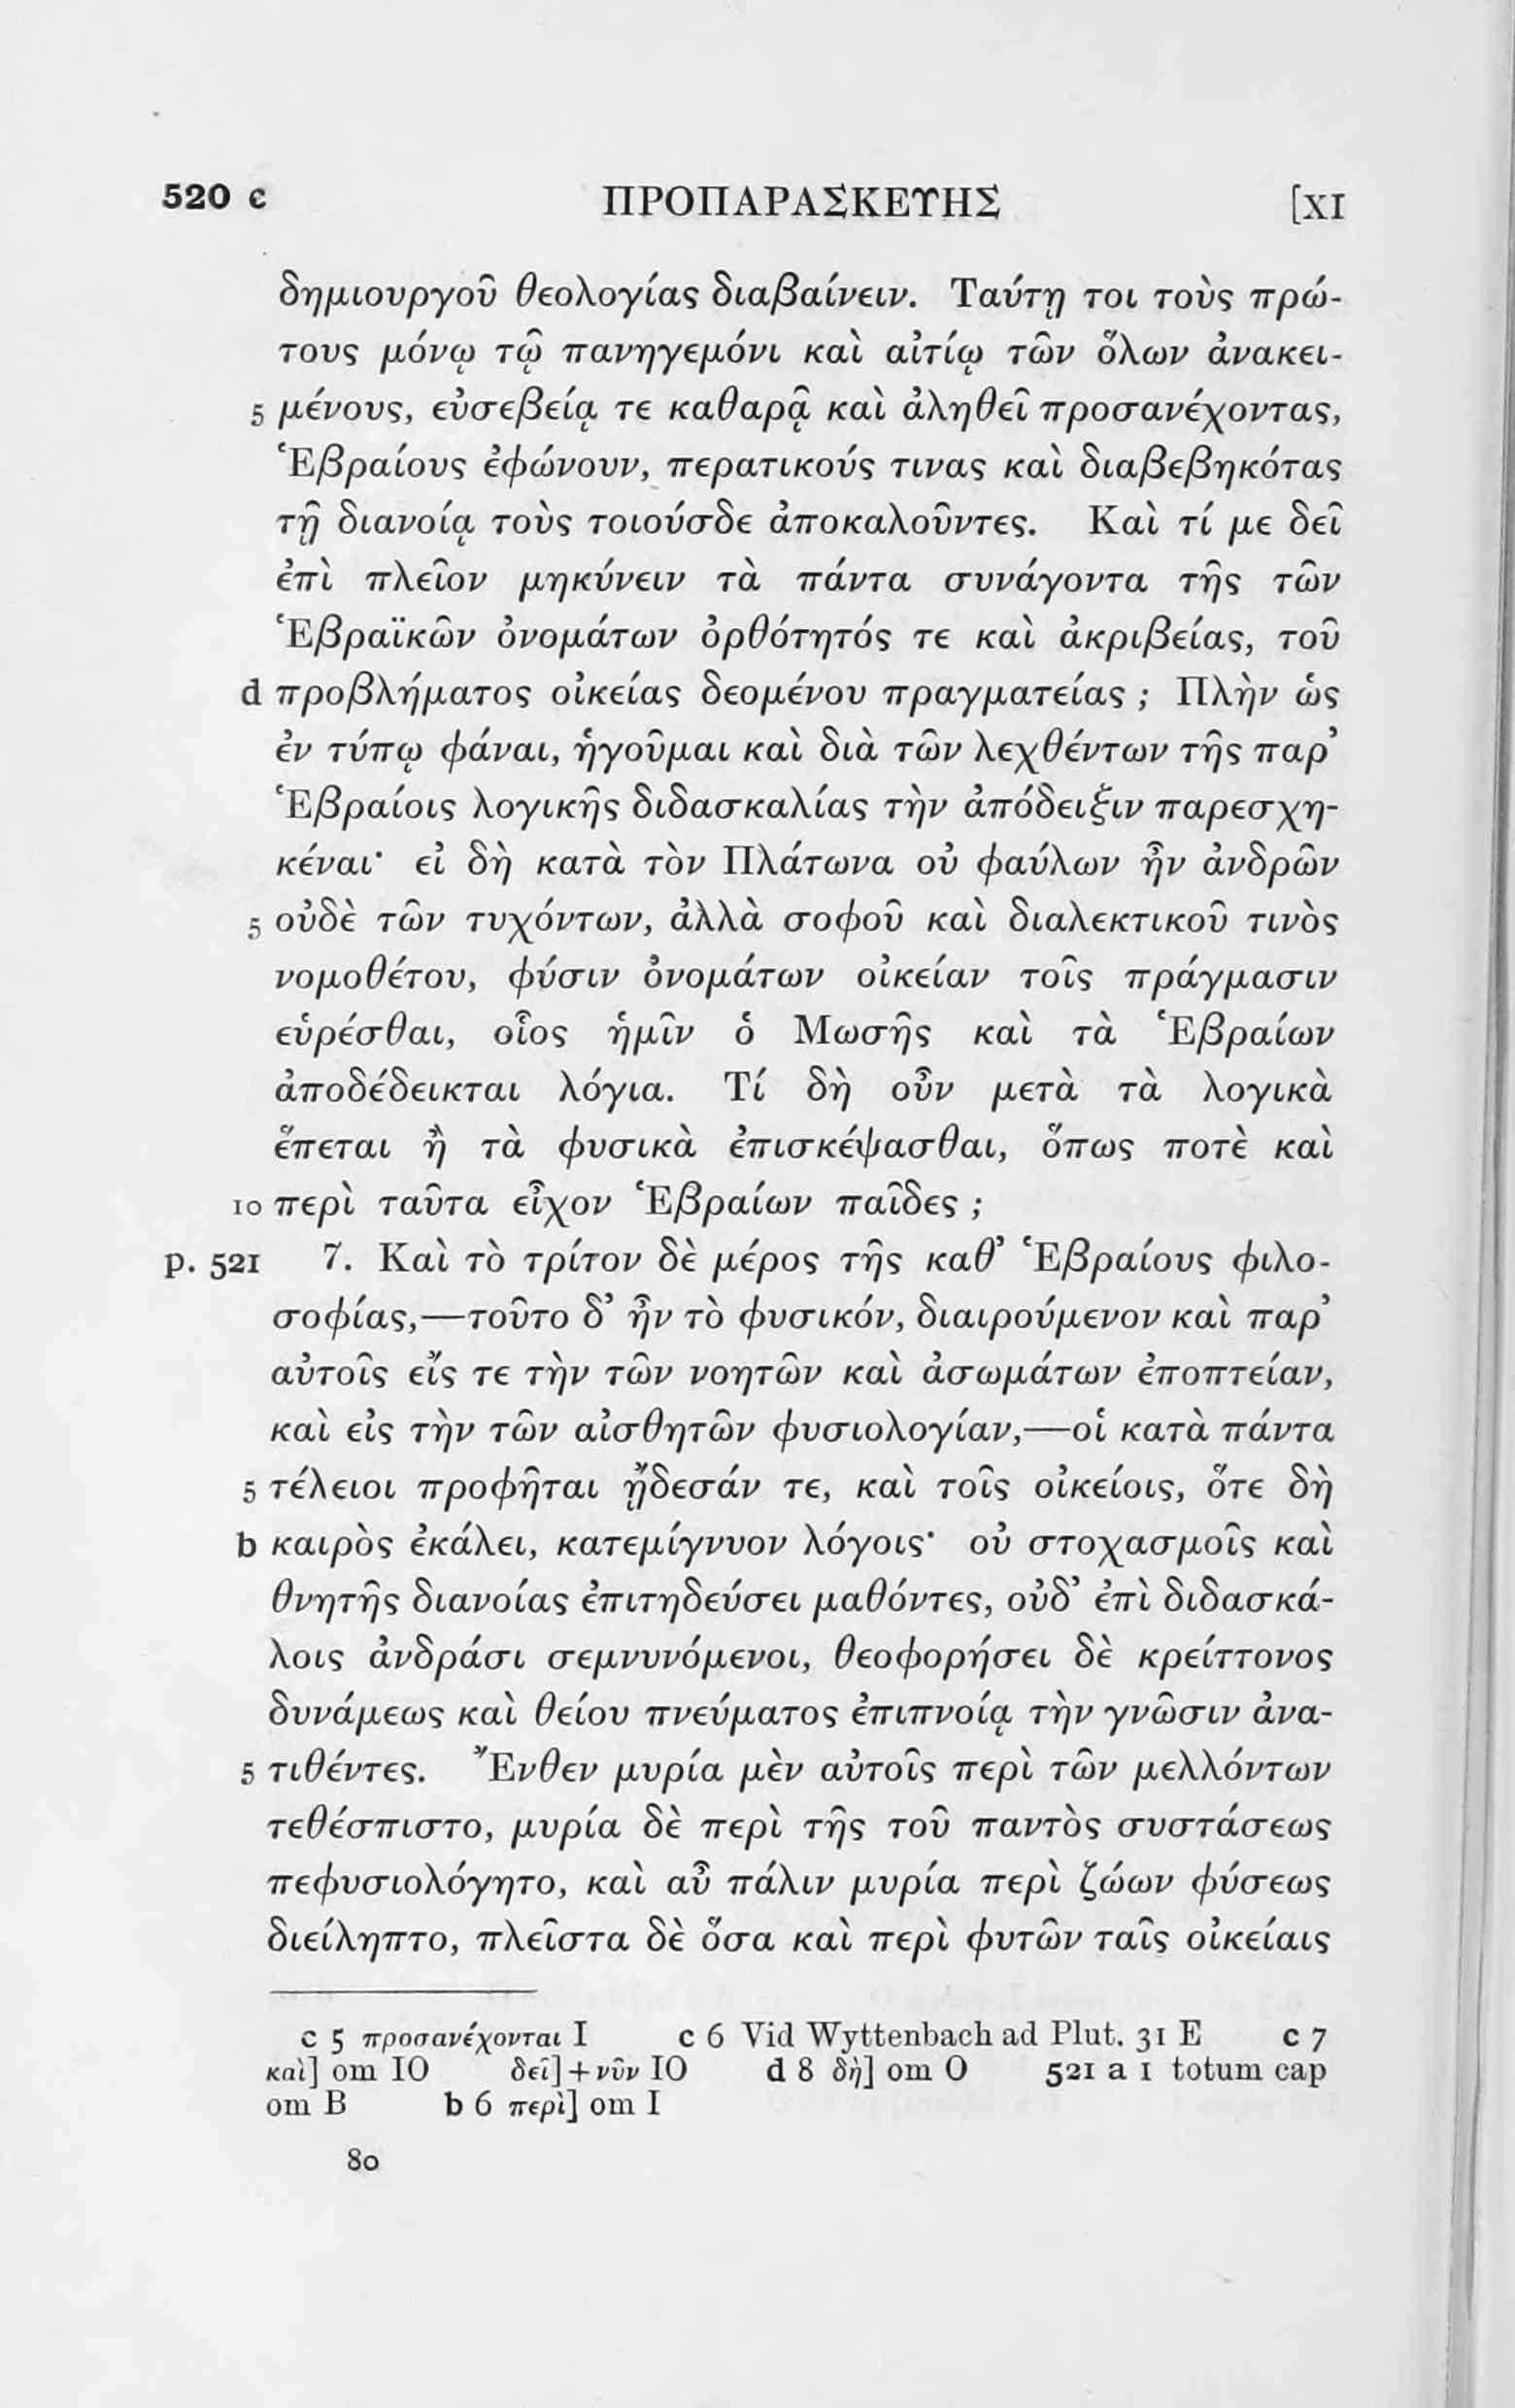 520 c ΠΡΟΠΑΡΑΣΚΕΥΗΣ [XI
δημιουργοῦ θεολογίας διαβαίνειν. Ταύτῃ τοι τοὺς πρώ-
τους μόνῳ τῷ πανηγεμόνι καὶ αἰτίῳ τῶν ὅλων ἀνακει-
5 μένους, εὐσεβείᾳ τε καθαρᾷ καὶ ἀληθεῖ προσανέχοντας,
Ἑβραίους ἐφώνουν, περατικούς τινας καὶ διαβεβηκότας
τῇ διανοίᾳ τοὺς τοιούσδε ἀποκαλοῦντες. Καὶ τί με δεῖ
ἐπὶ πλεῖον μηκύνειν τὰ πάντα συνάγοντα τῆς τῶν
Ἑβραϊκῶν ὀνομάτων ὀρθότητός τε καὶ ἀκριβείας, τοῦ
d προβλήματος οἰκείας δεομένου πραγματείας ; Πλὴν ὡς
ἐν τύπῳ φάναι, ἡγοῦμαι καὶ διὰ τῶν λεχθέντων τῆς παρ’
Ἑβραίοις λογικῆς διδασκαλίας τὴν ἀπόδειξιν παρεσχη-
κέναι· εἰ δὴ κατὰ τὸν Πλάτωνα οὐ φαύλων ἦν ἀνδρῶν
5 οὐδὲ τῶν τυχόντων, ἀλλὰ σοφοῦ καὶ διαλεκτικοῦ τινὸς
νομοθέτου, φύσιν ὀνομάτων οἰκείαν τοῖς πράγμασιν
εὑρέσθαι, οἷος ἡμῖν ὁ Μωσῆς καὶ τὰ Ἑβραίων
ἀποδέδεικται λόγια. Τί δὴ οὖν μετὰ τὰ λογικὰ
ἕπεται ἢ τὰ φυσικὰ ἐπισκέψασθαι, ὅπως ποτὲ καὶ
10 περὶ ταῦτα εἶχον Ἑβραίων παῖδες ;
p. 521 7. Καὶ τὸ τρίτον δὲ μέρος τῆς καθ’ Ἑβραίους φιλο-
σοφίας,—τοῦτο δ’ ἦν τὸ φυσικόν, διαιρούμενον καὶ παρ’
αὐτοῖς εἴς τε τὴν τῶν νοητῶν καὶ ἀσωμάτων ἐποπτείαν,
καὶ εἰς τὴν τῶν αἰσθητῶν φυσιολογίαν,—οἱ κατὰ πάντα
5 τέλειοι προφῆται ᾔδεσάν τε, καὶ τοῖς οἰκείοις, ὅτε δὴ
b καιρὸς ἐκάλει, κατεμίγνυον λόγοις· οὐ στοχασμοῖς καὶ
θνητῆς διανοίας ἐπιτηδεύσει μαθόντες, οὐδ’ ἐπὶ διδασκά-
λοις ἀνδράσι σεμνυνόμενοι, θεοφορήσει δὲ κρείττονος
δυνάμεως καὶ θείου πνεύματος ἐπιπνοίᾳ τὴν γνῶσιν ἀνα-
5 τιθέντες. Ἔνθεν μυρία μὲν αὐτοῖς περὶ τῶν μελλόντων
τεθέσπιστο, μυρία δὲ περὶ τῆς τοῦ παντὸς συστάσεως
πεφυσιολόγητο, καὶ αὖ πάλιν μυρία περὶ ζώων φύσεως
διείληπτο, πλεῖστα δὲ ὅσα καὶ περὶ φυτῶν ταῖς οἰκείαις
c 5 προσανέχονται I c 6 Vid Wyttenbach ad Plut. 31 E c 7
καὶ] om IO δεῖ] + νῦν IO d 8 δὴ] om O 521 a 1 totum cap
om B b 6 περὶ] om I
80